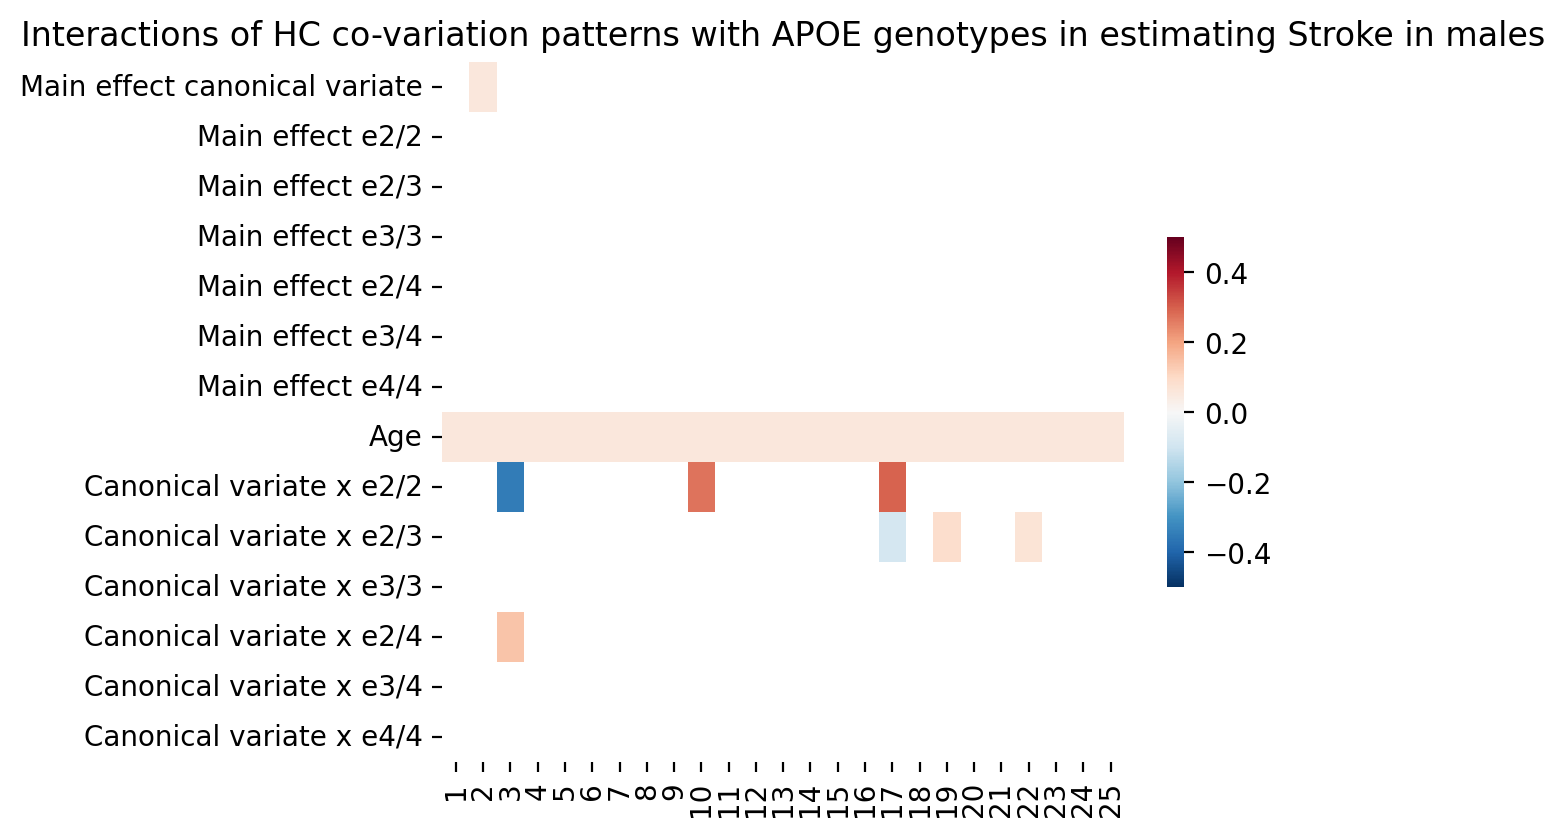 Interactions of HC co-variation patterns with APOE genotypes in estimating Stroke in males
Main effect canonical variate
Main effect e2/2
Main effect e2/3
Main effect e3/3
Main effect e2/4
Main effect e3/4
Main effect e4/4
Age
Canonical variate x e2/2
Canonical variate x e2/3
Canonical variate x e3/3
Canonical variate x e2/4
Canonical variate x e3/4
Canonical variate x e4/4
1 2 3 4 5 6 7 8 9 10 11 12 13 14 15 16 17 18 19 20 21 22 23 24 25
0.4
0.2
0.0
−0.2
−0.4